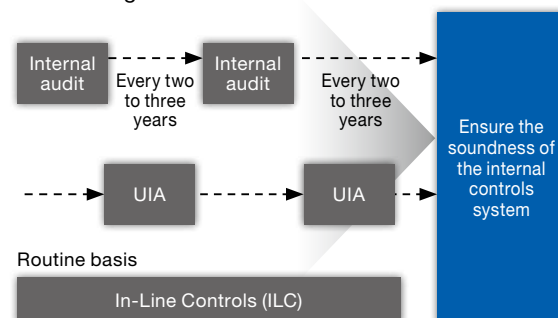 Internal
audit
Every two
to three
years
Internal
audit
Every two
to three
years
UIA
UIA
Routine basis
In-Line Controls (ILC)
Ensure the
soundness of
the internal
controls
system